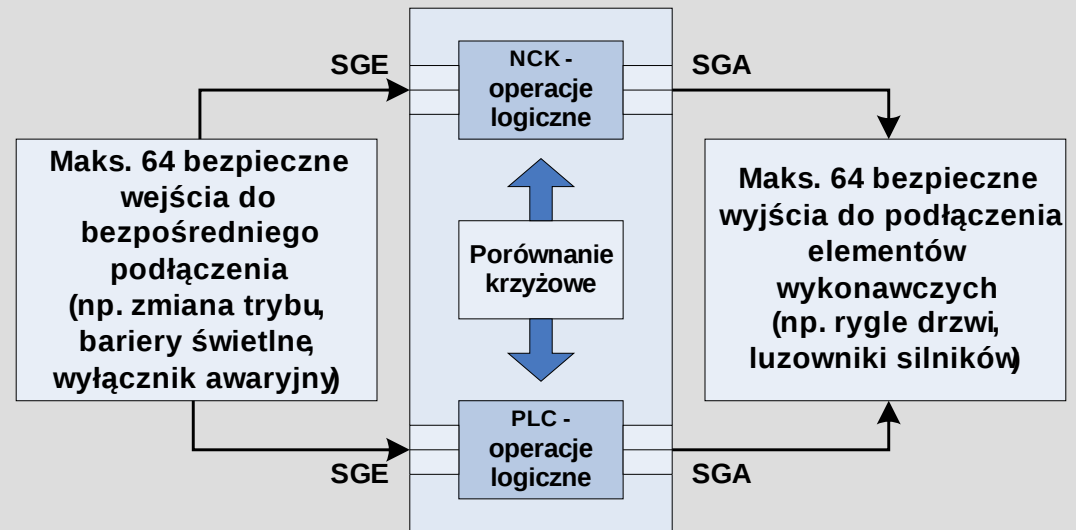 SGE
NCK -
operacje
logiczne
SGA
Maks. 64 bezpieczne
wejścia do
bezpośredniego
podłączenia
(np. zmiana trybu,
bariery świetlne,
wyłącznik awaryjny)
Porównanie
krzyżowe
Maks. 64 bezpieczne
wyjścia do podłączenia
elementów
wykonawczych
(np. rygle drzwi,
luzowniki silników)
SGE
PLC -
operacje
logiczne
SGA